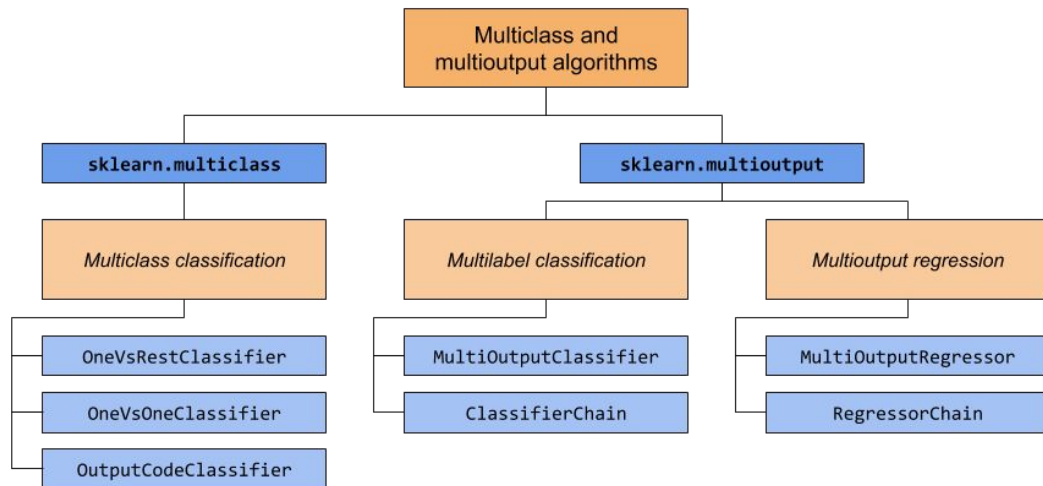 Multiclass and
multioutput algorithms
sklearn.multiclass
sklearn.multioutput
Multiclass classification
Multilabel classification
Multioutput regression
OneVsRestClassifier
MultiOutputClassifier
MultiOutputRegressor
OneVsOneClassifier
ClassifierChain
RegressorChain
OutputCodeClassifier